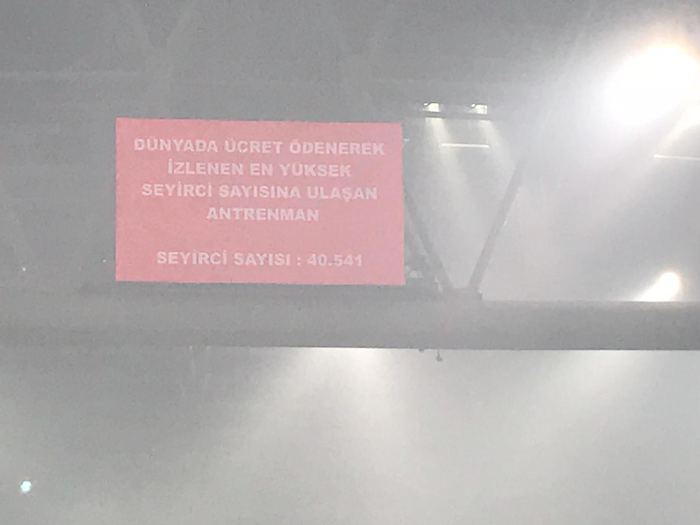 DÜNYADA ÜCRET ÖDENEREK
İZLENEN EN YÜKSEK
SEYİRCİ SAYISINA ULAŞAN
ANTRENMAN
SEYİRCİ SAYISI : 40.541